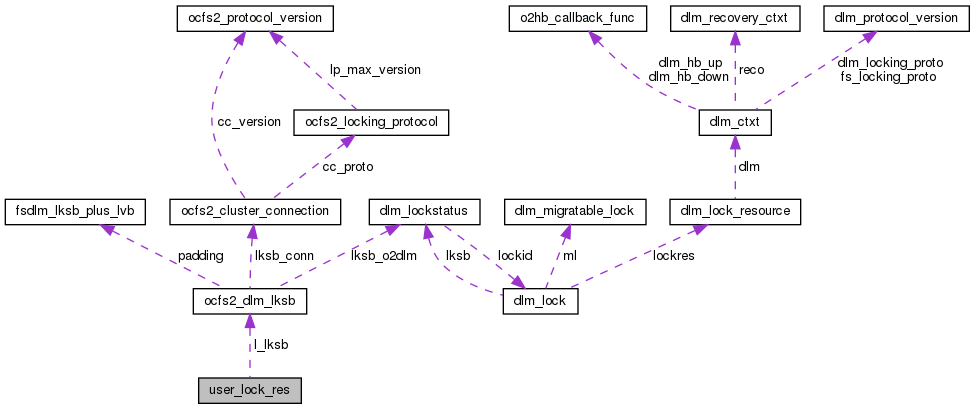 ocfs2_protocol_version
o2hb_callback_func
dlm_recovery_ctxt
dlm_protocol_version
lp_max_version
dlm_hb_up
dlm_hb_down
reco
dlm_locking_proto
fs_locking_proto
cc_version
ocfs2_locking_protocol
dlm_ctxt
cc_proto
dlm
fsdlm_lksb_plus_lvb
ocfs2_cluster_connection
dlm_lockstatus
dlm_migratable_lock
dlm_lock_resource
padding
lksb_conn
lksb_o2dlm
lksb
lockid
ml
lockres
ocfs2_dlm_lksb
dlm_lock
l_lksb
user_lock_res